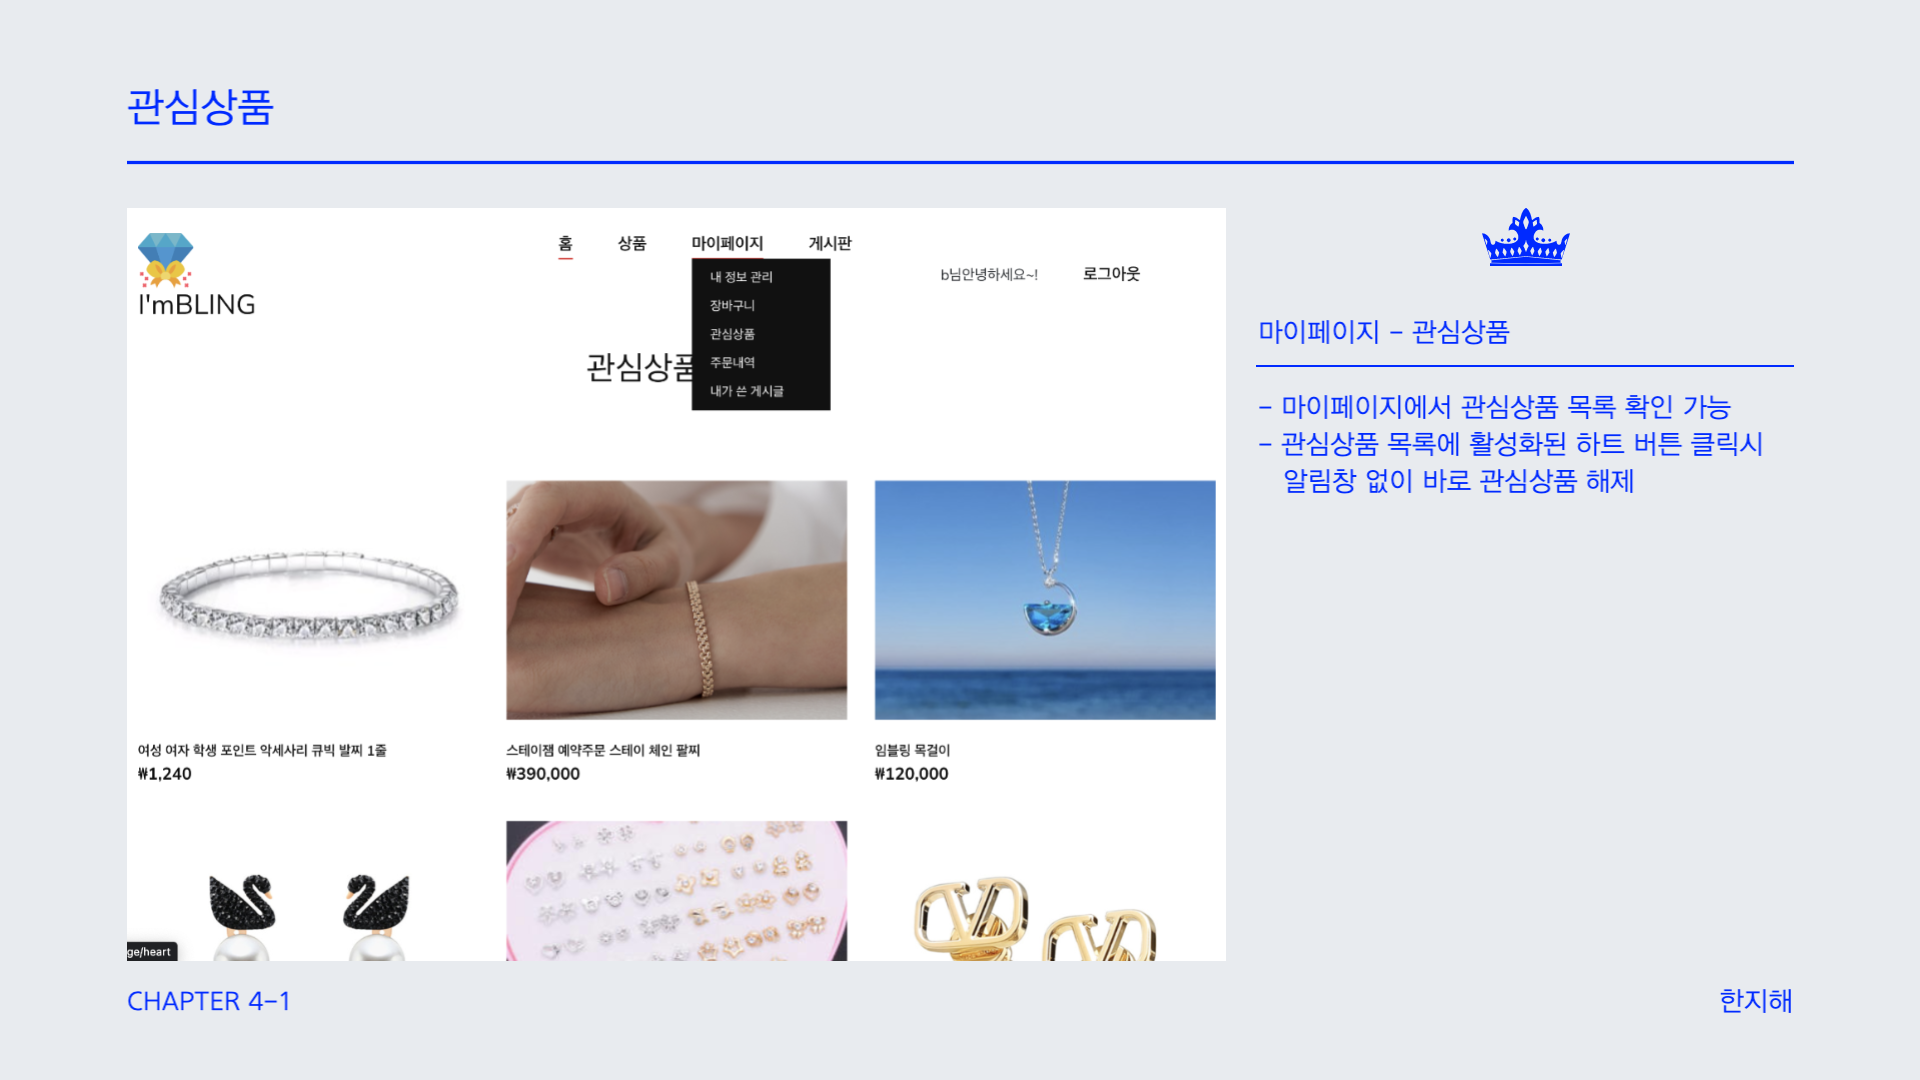 관심상품
I'mBLING
홈 상품 마이페이지 게시판
b님안녕하세요~! 로그아웃
내 정보 관리
장바구니
관심상품
주문내역
내가 쓴 게시글
관심상품
여성 여자 학생 포인트 악세사리 큐빅 발찌 1줄
₩1,240
스테이잼 예약주문 스테이 체인 팔찌
₩390,000
임블링 목걸이
₩120,000
ge/heart
마이페이지 – 관심상품
– 마이페이지에서 관심상품 목록 확인 가능
– 관심상품 목록에 활성화된 하트 버튼 클릭시
알림창 없이 바로 관심상품 해제
CHAPTER 4–1
한지해